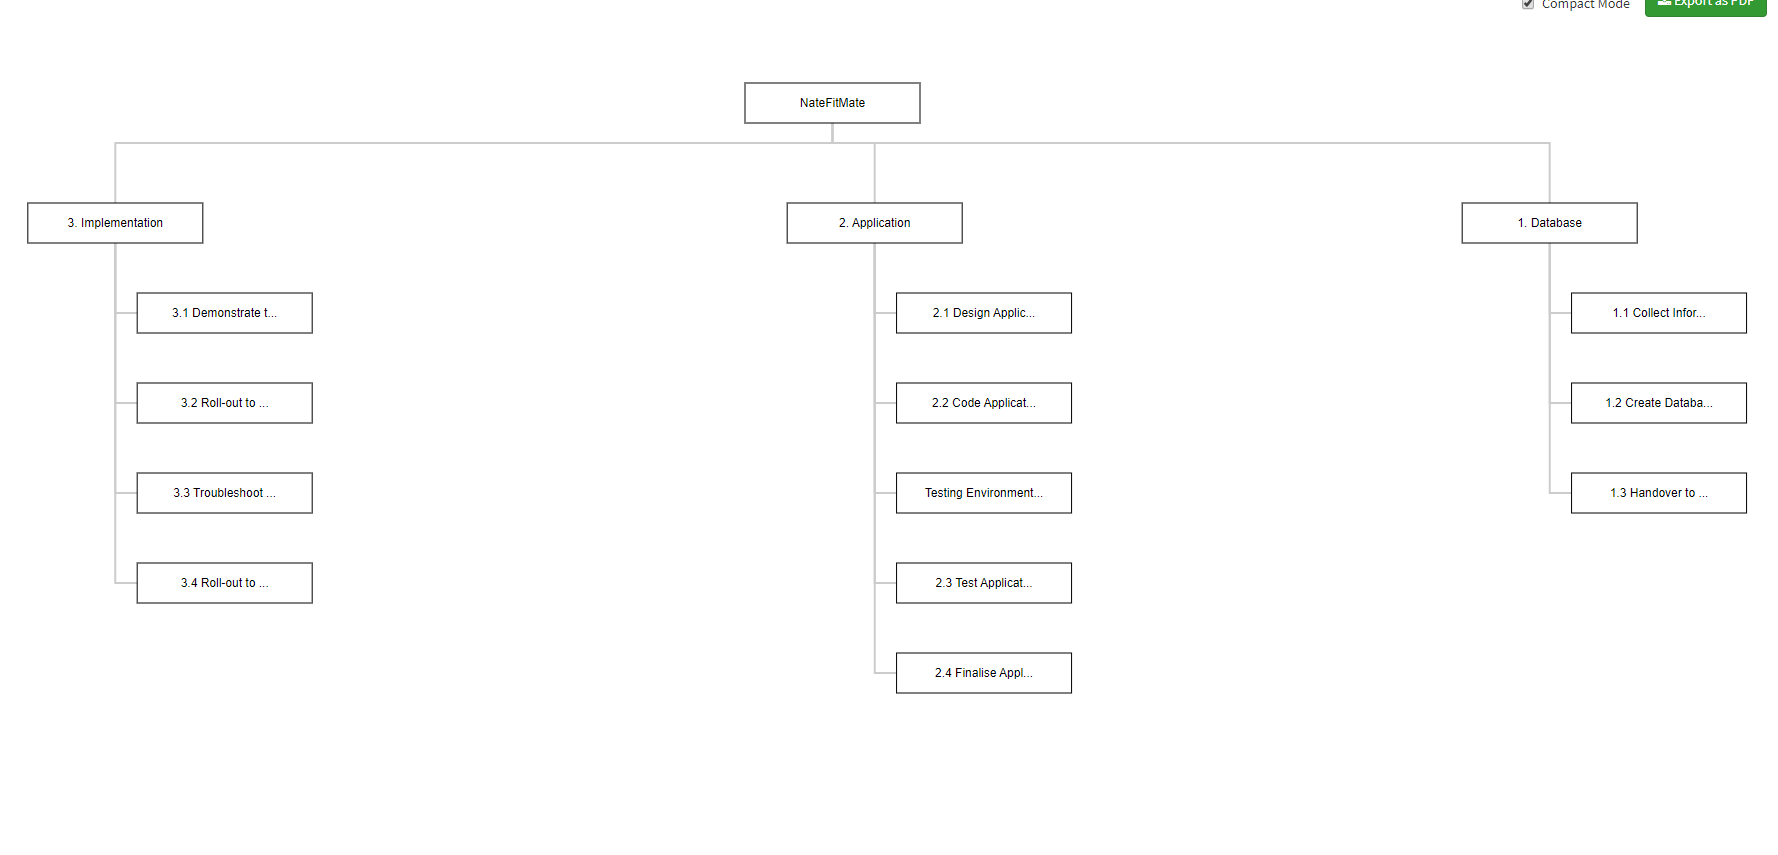 Compact Mode
Export as PDF
NateFitMate
3. Implementation
2. Application
1. Database
3.1 Demonstrate t...
2.1 Design Applic...
1.1 Collect Infor...
3.2 Roll-out to ...
2.2 Code Applicat...
1.2 Create Databa...
3.3 Troubleshoot ...
Testing Environment...
1.3 Handover to ...
3.4 Roll-out to ...
2.3 Test Applicat...
2.4 Finalise Appl...